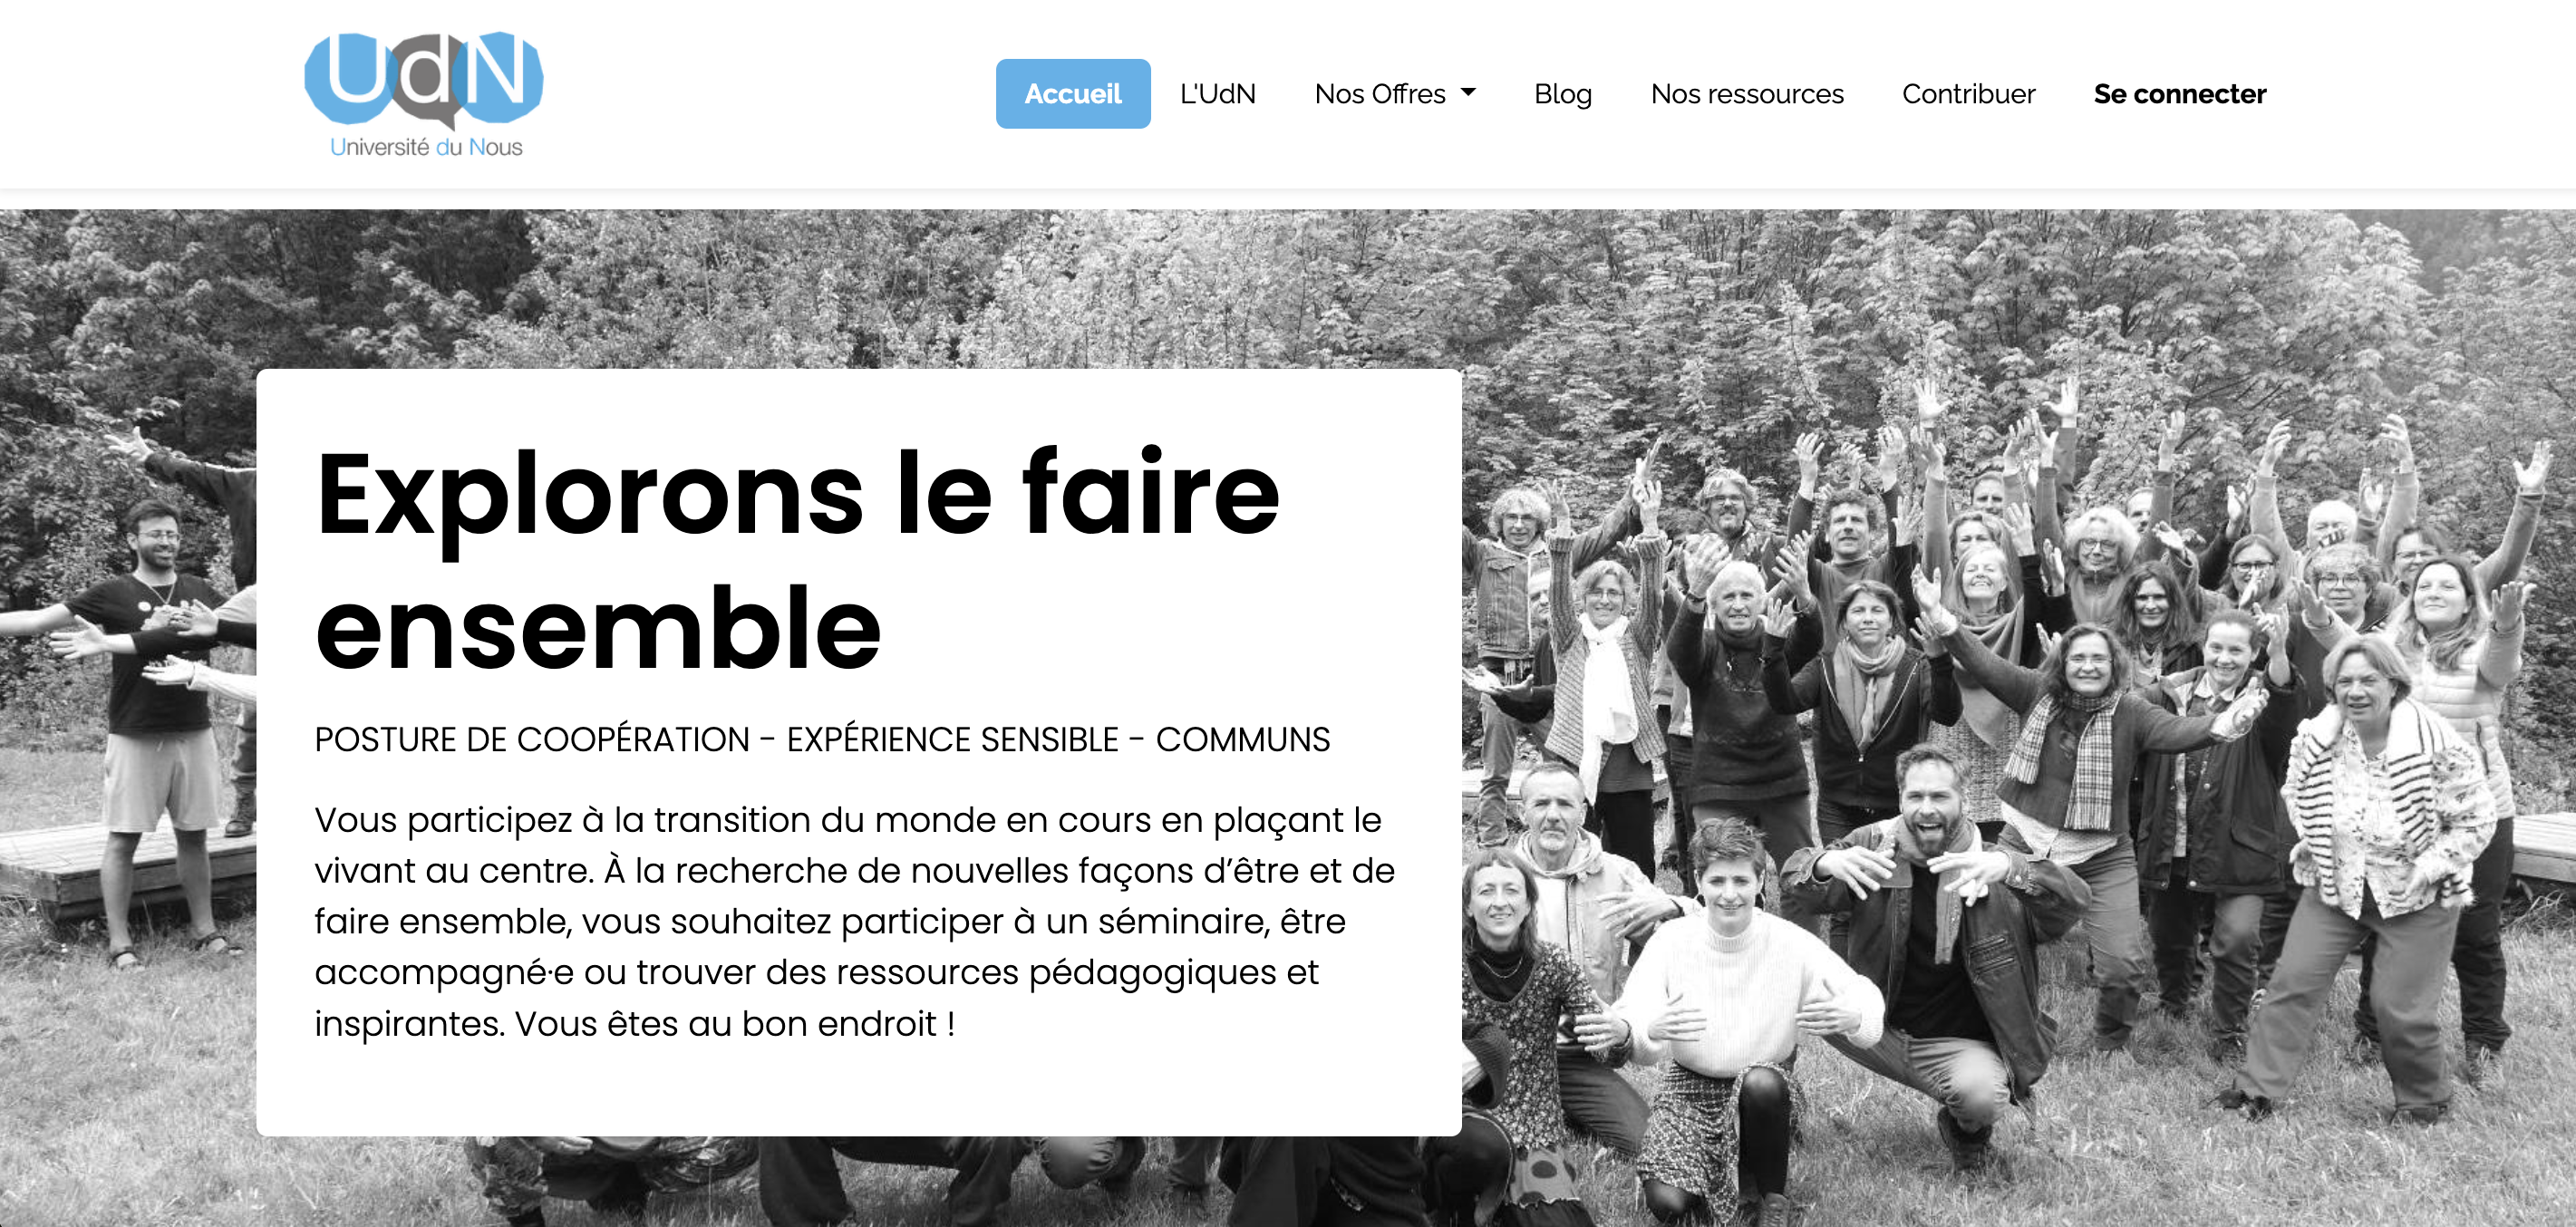 UdN
Université du Nous
Accueil
L'UdN
Nos Offres
Blog
Nos ressources
Contribuer
Se connecter
Explorons le faire
ensemble
POSTURE DE COOPÉRATION - EXPÉRIENCE SENSIBLE - COMMUNS
Vous participez à la transition du monde en cours en plaçant le
vivant au centre. À la recherche de nouvelles façons d’être et de
faire ensemble, vous souhaitez participer à un séminaire, être
accompagné·e ou trouver des ressources pédagogiques et
inspirantes. Vous êtes au bon endroit !